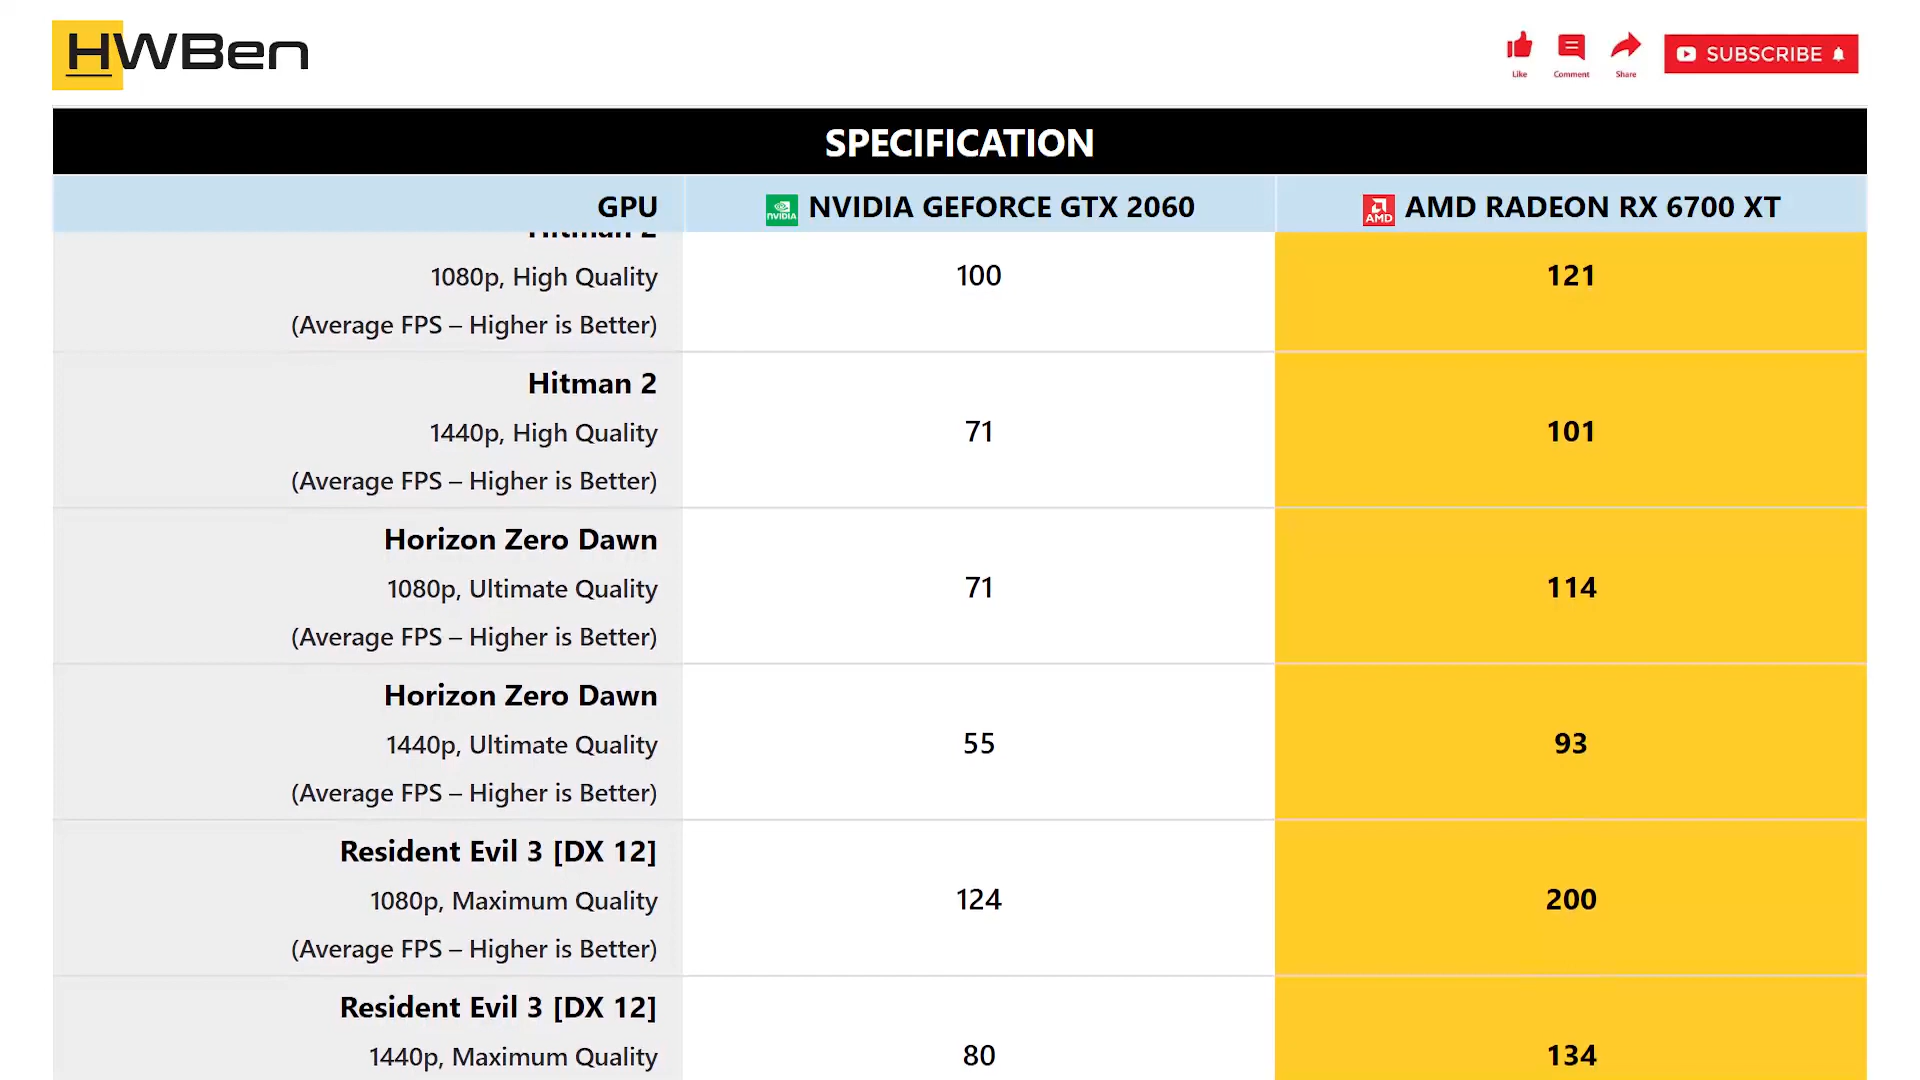 HWBen
Like
Comment
Share
SUBSCRIBE
SPECIFICATION
GPU
NVIDIA
NVIDIA GEFORCE GTX 2060
AMD
AMD RADEON RX 6700 XT
Hitman 2
1080p, High Quality
(Average FPS – Higher is Better)
100
121
Hitman 2
1440p, High Quality
(Average FPS – Higher is Better)
71
101
Horizon Zero Dawn
1080p, Ultimate Quality
(Average FPS – Higher is Better)
71
114
Horizon Zero Dawn
1440p, Ultimate Quality
(Average FPS – Higher is Better)
55
93
Resident Evil 3 [DX 12]
1080p, Maximum Quality
(Average FPS – Higher is Better)
124
200
Resident Evil 3 [DX 12]
1440p, Maximum Quality
80
134